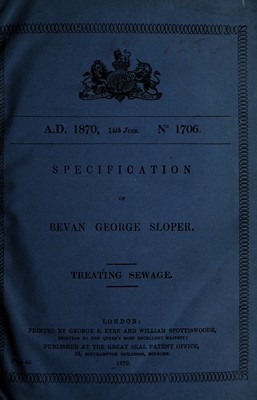 A.D. 1870, 14th JUNE. Nº 1706.
SPECIFICATION
OF
BEVAN GEORGE SLOPER.
TREATING SEWAGE.
LONDON:
PRINTED BY GEORGE E. EYRE AND WILLIAM SPOTTISWOODE,
PRINTERS TO THE QUEEN'S MOST EXCELLENT MAJESTY:
PUBLISHED AT THE GREAT SEAL PATENT OFFICE,
25, SOUTHAMPTON BUILDINGS, HOLBORN.
1870.